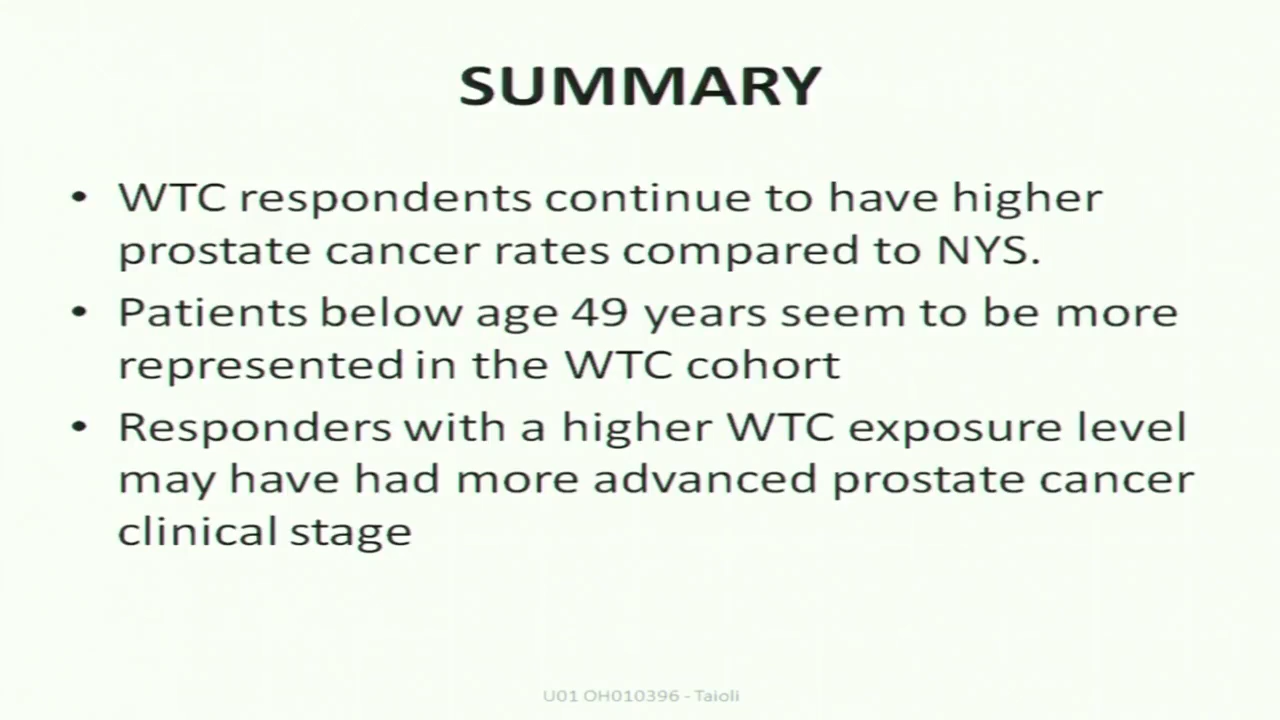 SUMMARY
• WTC respondents continue to have higher
prostate cancer rates compared to NYS.
• Patients below age 49 years seem to be more
represented in the WTC cohort
• Responders with a higher WTC exposure level
may have had more advanced prostate cancer
clinical stage
U01 OH010396 - Taioli